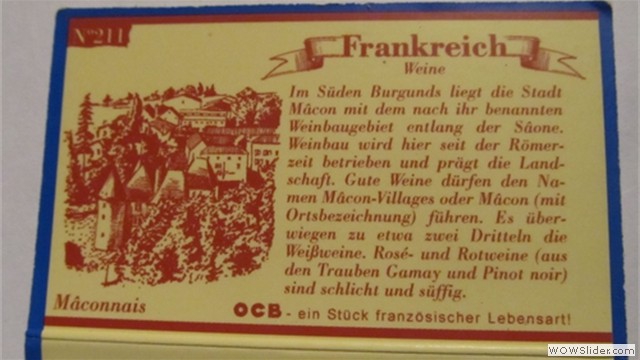 Nº 211
Frankreich
Weine
Im Süden Burgunds liegt die Stadt
Mâcon mit dem nach ihr benannten
Weinbaugebiet entlang der Sâone.
Weinbau wird hier seit der Römer-
zeit betrieben und prägt die Land-
schaft. Gute Weine dürfen den Na-
men Mâcon-Villages oder Mâcon (mit
Ortsbezeichnung) führen. Es über-
wiegen zu etwa zwei Dritteln die
Weißweine. Rosé- und Rotweine (aus
den Trauben Gamay und Pinot noir)
sind schlicht und süffig.
Mâconnais
OCB - ein Stück französischer Lebensart!
WOWSlider.com